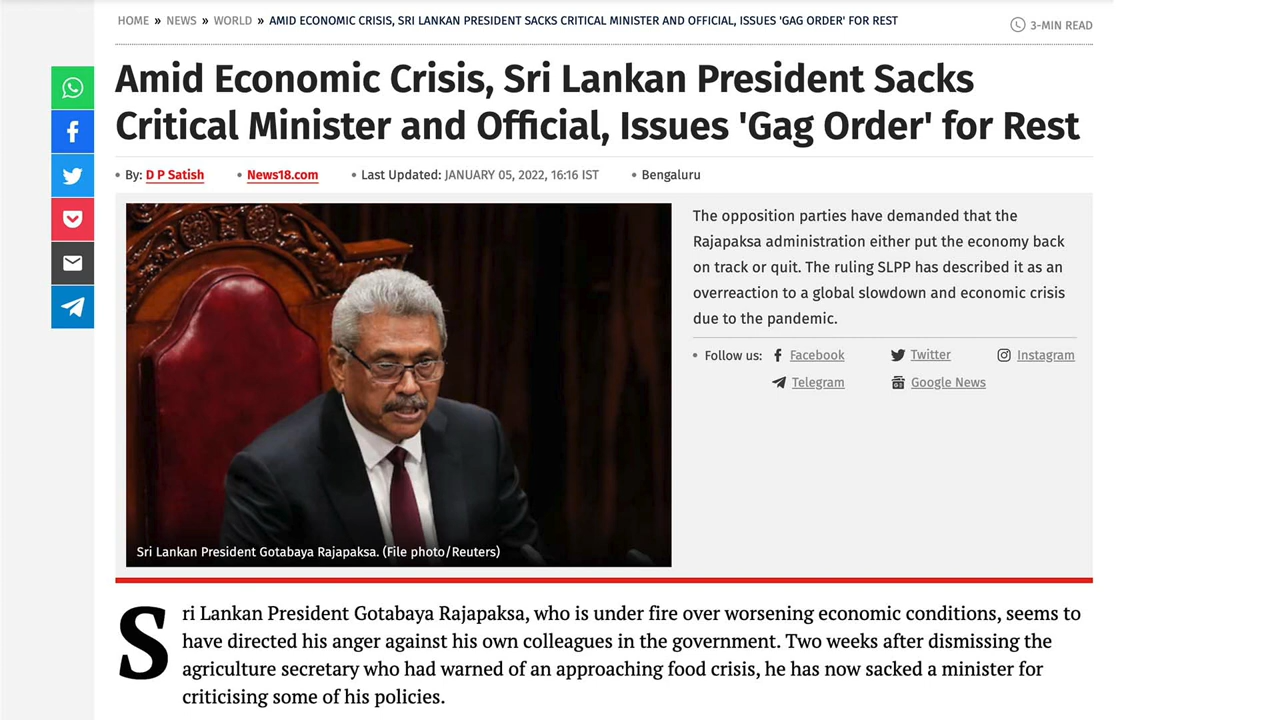 HOME » NEWS » WORLD » AMID ECONOMIC CRISIS, SRI LANKAN PRESIDENT SACKS CRITICAL MINISTER AND OFFICIAL, ISSUES 'GAG ORDER' FOR REST
3-MIN READ
Amid Economic Crisis, Sri Lankan President Sacks
Critical Minister and Official, Issues 'Gag Order' for Rest
• By: D P Satish • News18.com • Last Updated: JANUARY 05, 2022, 16:16 IST • Bengaluru
Sri Lankan President Gotabaya Rajapaksa. (File photo/Reuters)
The opposition parties have demanded that the
Rajapaksa administration either put the economy back
on track or quit. The ruling SLPP has described it as an
overreaction to a global slowdown and economic crisis
due to the pandemic.
• Follow us: Facebook Twitter Instagram
Telegram Google News
Sri Lankan President Gotabaya Rajapaksa, who is under fire over worsening economic conditions, seems to
have directed his anger against his own colleagues in the government. Two weeks after dismissing the
agriculture secretary who had warned of an approaching food crisis, he has now sacked a minister for
criticising some of his policies.